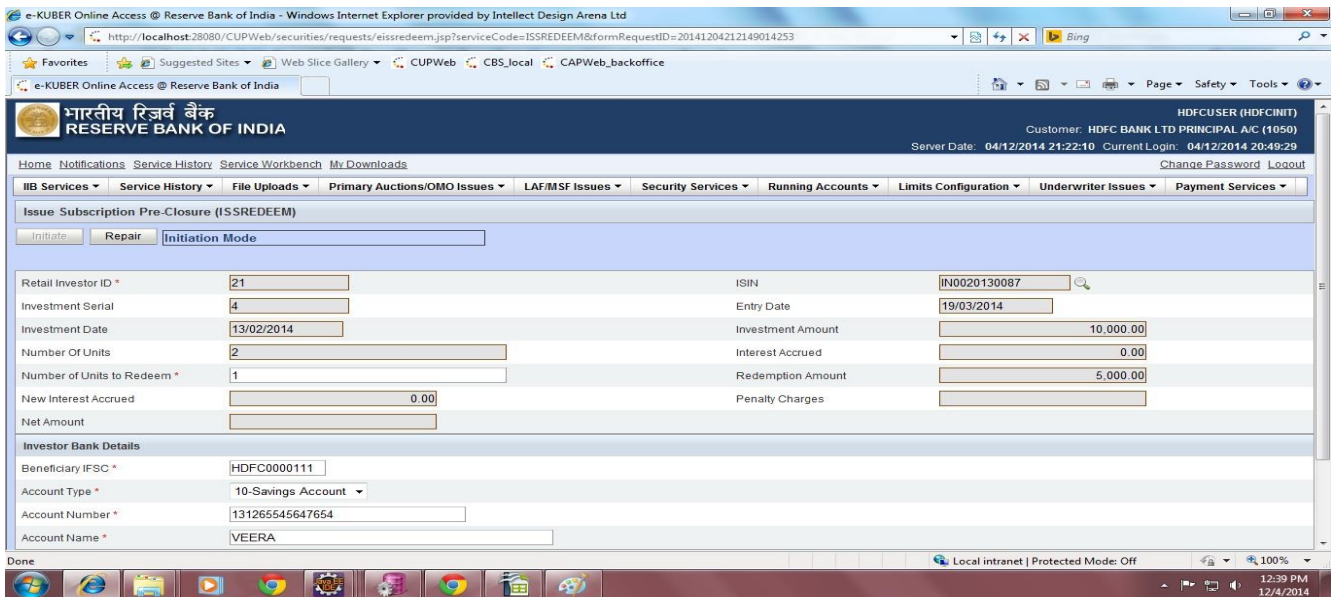 e-KUBER Online Access @ Reserve Bank of India - Windows Internet Explorer provided by Intellect Design Arena Ltd
http://localhost:28080/CUPWeb/securities/requests/eissredeem.jsp?serviceCode=ISSREDEEM&formRequestID=20141204212149014253 Bing
Favorites Suggested Sites Web Slice Gallery CUPWeb CBS_local CAPWeb_backoffice
e-KUBER Online Access @ Reserve Bank of India Page Safety Tools
भारतीय रिज़र्व बैंक
RESERVE BANK OF INDIA
HDFCUSER (HDFCINIT)
Customer: HDFC BANK LTD PRINCIPAL A/C (1050)
Server Date: 04/12/2014 21:22:10 Current Login: 04/12/2014 20:49:29
Home Notifications Service History Service Workbench My Downloads Change Password Logout
IIB Services Service History File Uploads Primary Auctions/OMO Issues LAF/MSF Issues Security Services Running Accounts Limits Configuration Underwriter Issues Payment Services
Issue Subscription Pre-Closure (ISSREDEEM)
Initiate Repair Initiation Mode
Retail Investor ID * 21 ISIN IN0020130087
Investment Serial 4 Entry Date 19/03/2014
Investment Date 13/02/2014 Investment Amount 10,000.00
Number Of Units 2 Interest Accrued 0.00
Number of Units to Redeem * 1 Redemption Amount 5,000.00
New Interest Accrued 0.00 Penalty Charges
Net Amount
Investor Bank Details
Beneficiary IFSC * HDFC0000111
Account Type * 10-Savings Account
Account Number * 131265545647654
Account Name * VEERA
Done Local intranet | Protected Mode: Off 100%
12:39 PM
12/4/2014